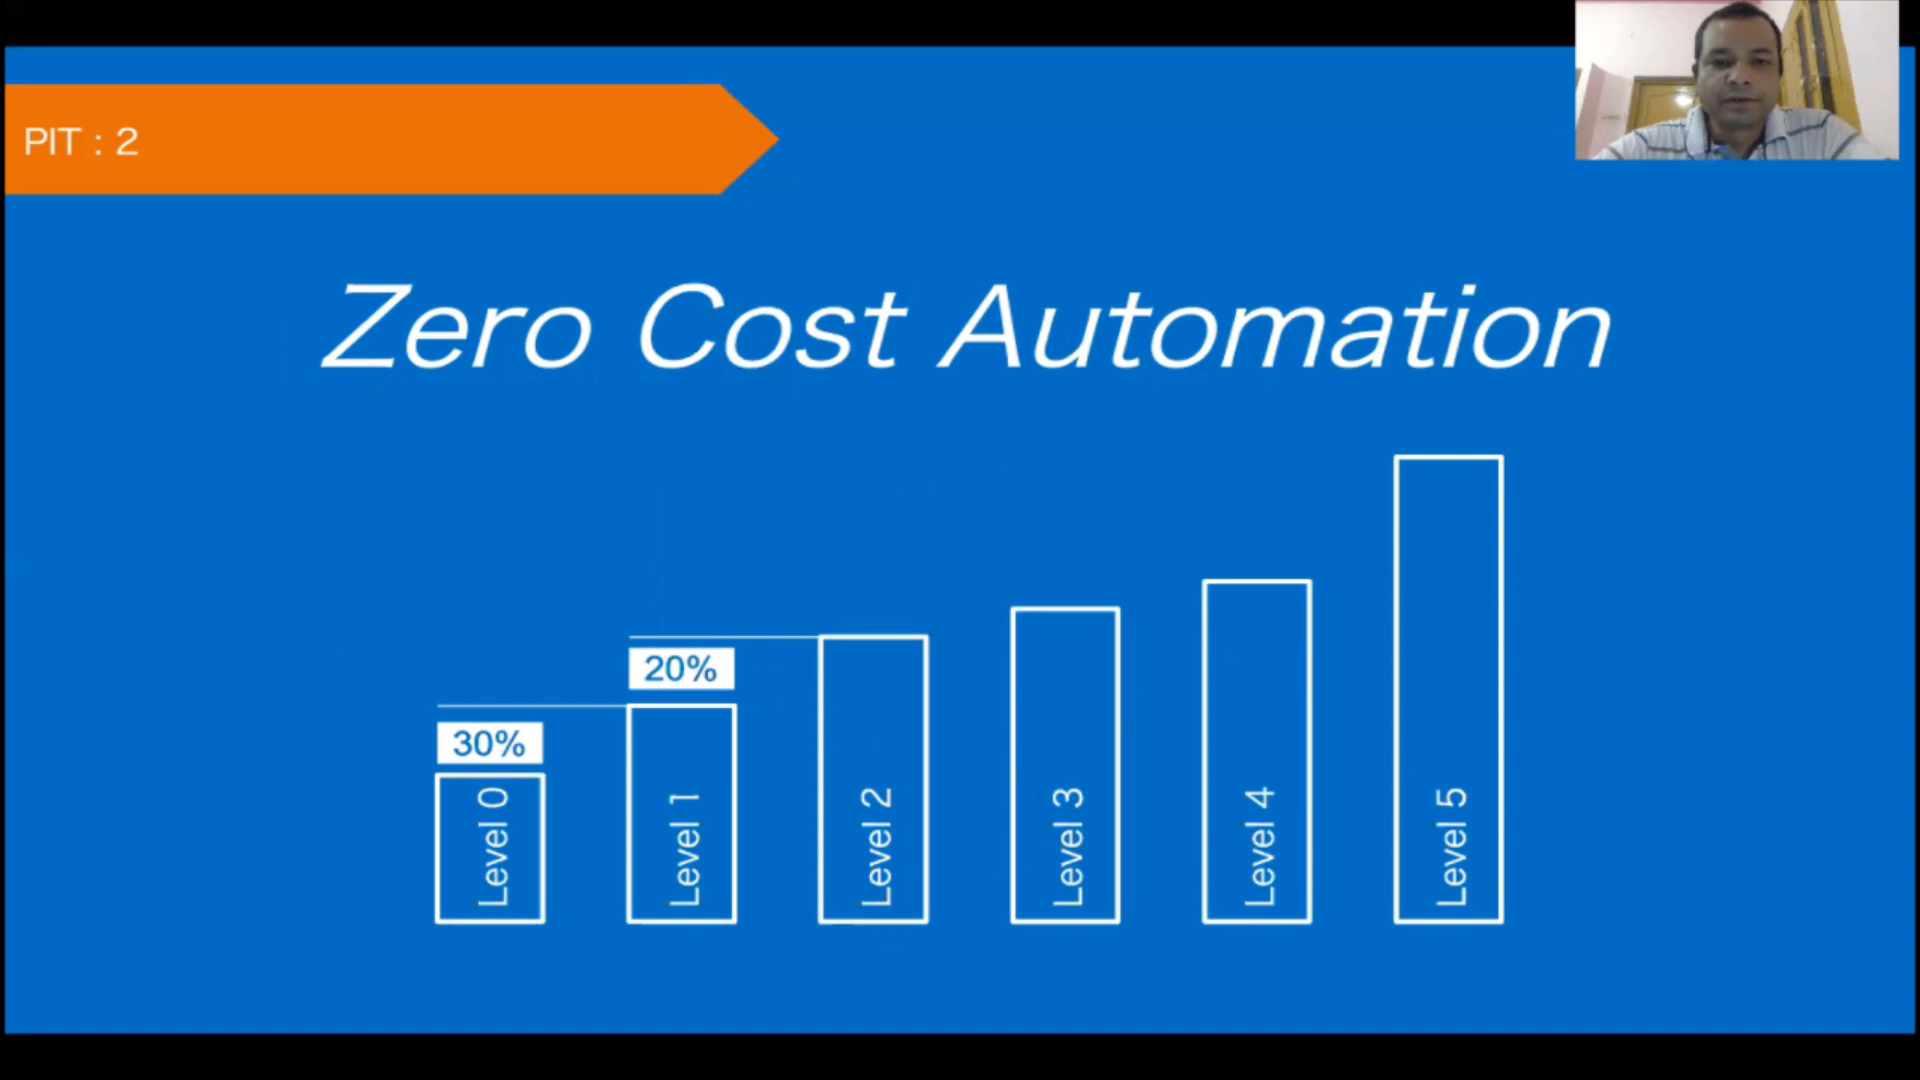 PIT : 2
Zero Cost Automation
20%
30%
Level 0
Level 1
Level 2
Level 3
Level 4
Level 5